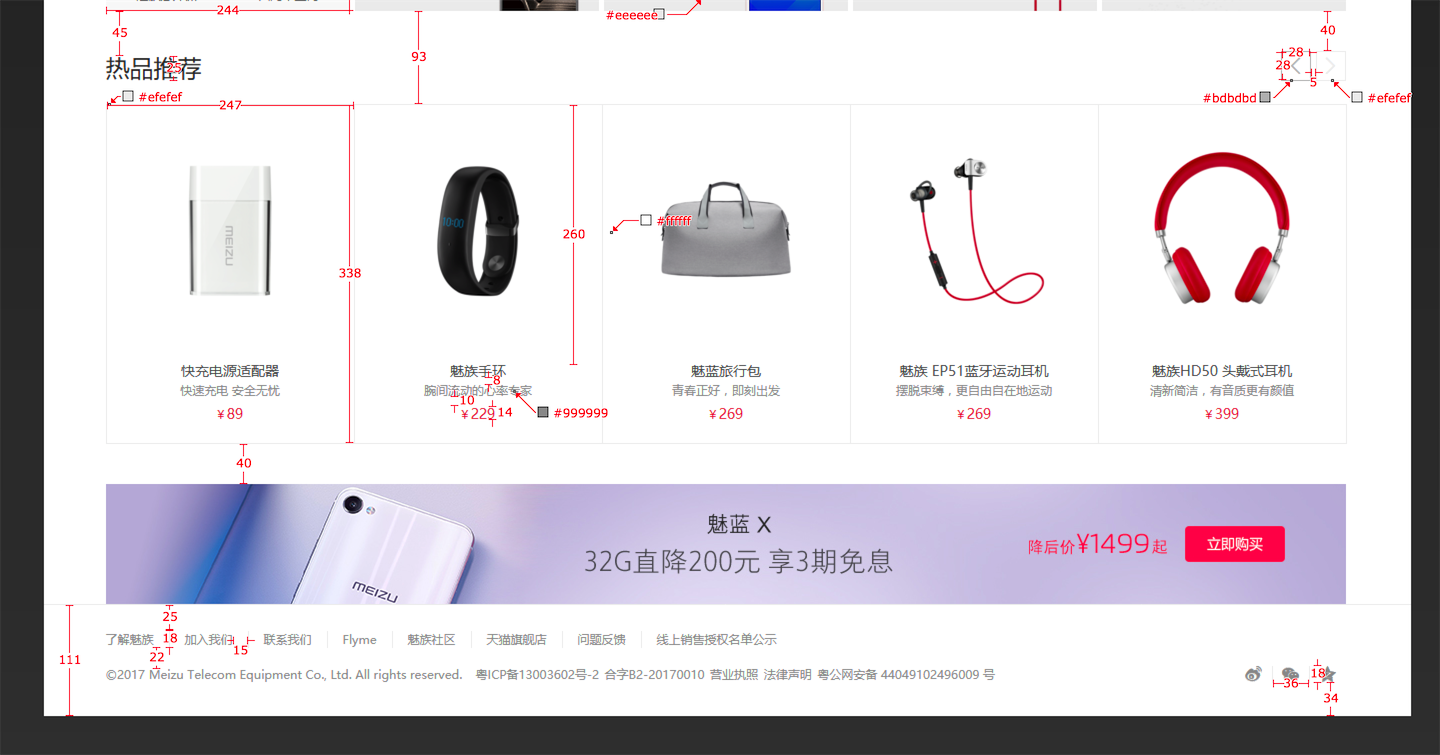 244
#eeeeee
45
93
40
热品推荐
25
28
28
5
#efefef
247
#bdbdbd
#efefef
10:00
MEIZU
#ffffff
260
338
快充电源适配器
快速充电 安全无忧
¥ 89
魅族手环
8
腕间流动的心率专家
10
14
#999999
¥ 229
魅蓝旅行包
青春正好，即刻出发
¥ 269
魅族 EP51蓝牙运动耳机
摆脱束缚，更自由自在地运动
¥ 269
魅族HD50 头戴式耳机
清新简洁，有音质更有颜值
¥ 399
40
魅蓝 X
32G直降200元 享3期免息
降后价¥1499起
立即购买
MEIZU
25
18
22
15
111
了解魅族 加入我们 联系我们 Flyme 魅族社区 天猫旗舰店 问题反馈 线上销售授权名单公示
©2017 Meizu Telecom Equipment Co., Ltd. All rights reserved. 粤ICP备13003602号-2 合字B2-20170010 营业执照 法律声明 粤公网安备 44049102496009 号
18
36
34